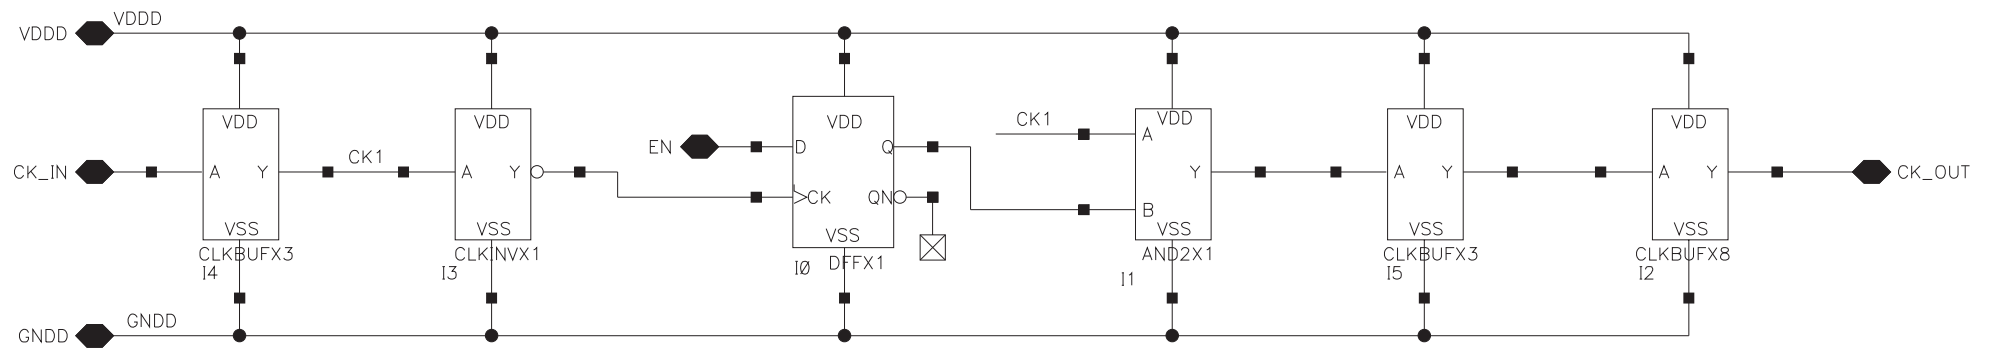 VDDD
VDDD
VDD
VDD
VDD
VDD
VDD
VDD
CK_IN
A
Y
CK1
A
Y
EN
D
Q
CK
QN
CK1
A
B
Y
A
Y
A
Y
CK_OUT
VSS
VSS
VSS
VSS
VSS
VSS
CLKBUFX3
I4
CLKINVX1
I3
DFFX1
I0
AND2X1
I1
CLKBUFX3
I5
CLKBUFX8
I2
GNDD
GNDD